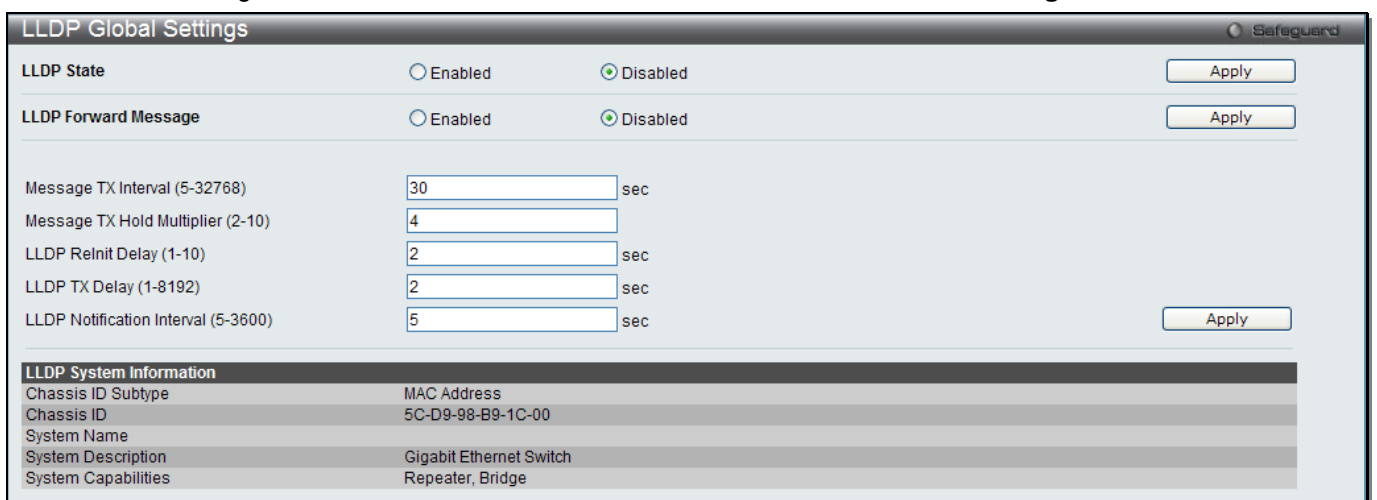 LLDP Global Settings Safeguard
LLDP State Enabled Disabled Apply
LLDP Forward Message Enabled Disabled Apply
Message TX Interval (5-32768) 30 sec
Message TX Hold Multiplier (2-10) 4
LLDP ReInit Delay (1-10) 2 sec
LLDP TX Delay (1-8192) 2 sec
LLDP Notification Interval (5-3600) 5 sec Apply
LLDP System Information
Chassis ID Subtype MAC Address
Chassis ID 5C-D9-98-B9-1C-00
System Name
System Description Gigabit Ethernet Switch
System Capabilities Repeater, Bridge